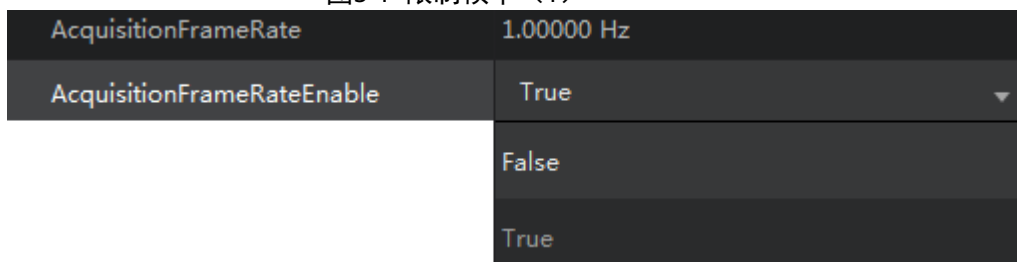 AcquisitionFrameRate 1.00000 Hz
AcquisitionFrameRateEnable True
False
True